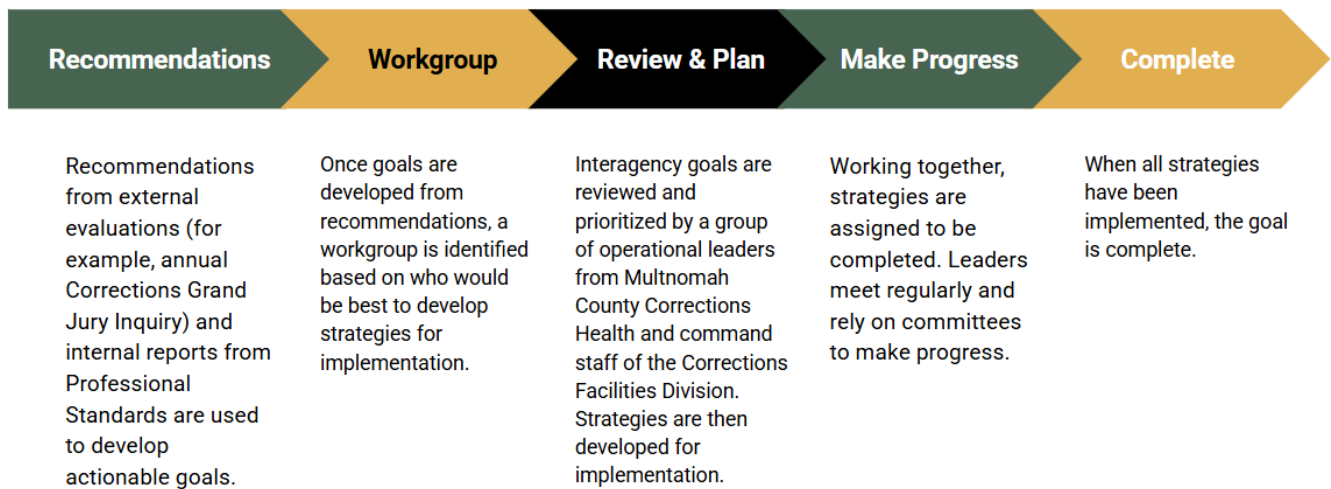 Recommendations
Workgroup
Review & Plan
Make Progress
Complete
Recommendations
from external
evaluations (for
example, annual
Corrections Grand
Jury Inquiry) and
internal reports from
Professional
Standards are used
to develop
actionable goals.
Once goals are
developed from
recommendations, a
workgroup is identified
based on who would
be best to develop
strategies for
implementation.
Interagency goals are
reviewed and
prioritized by a group
of operational leaders
from Multnomah
County Corrections
Health and command
staff of the Corrections
Facilities Division.
Strategies are then
developed for
implementation.
Working together,
strategies are
assigned to be
completed. Leaders
meet regularly and
rely on committees
to make progress.
When all strategies
have been
implemented, the goal
is complete.